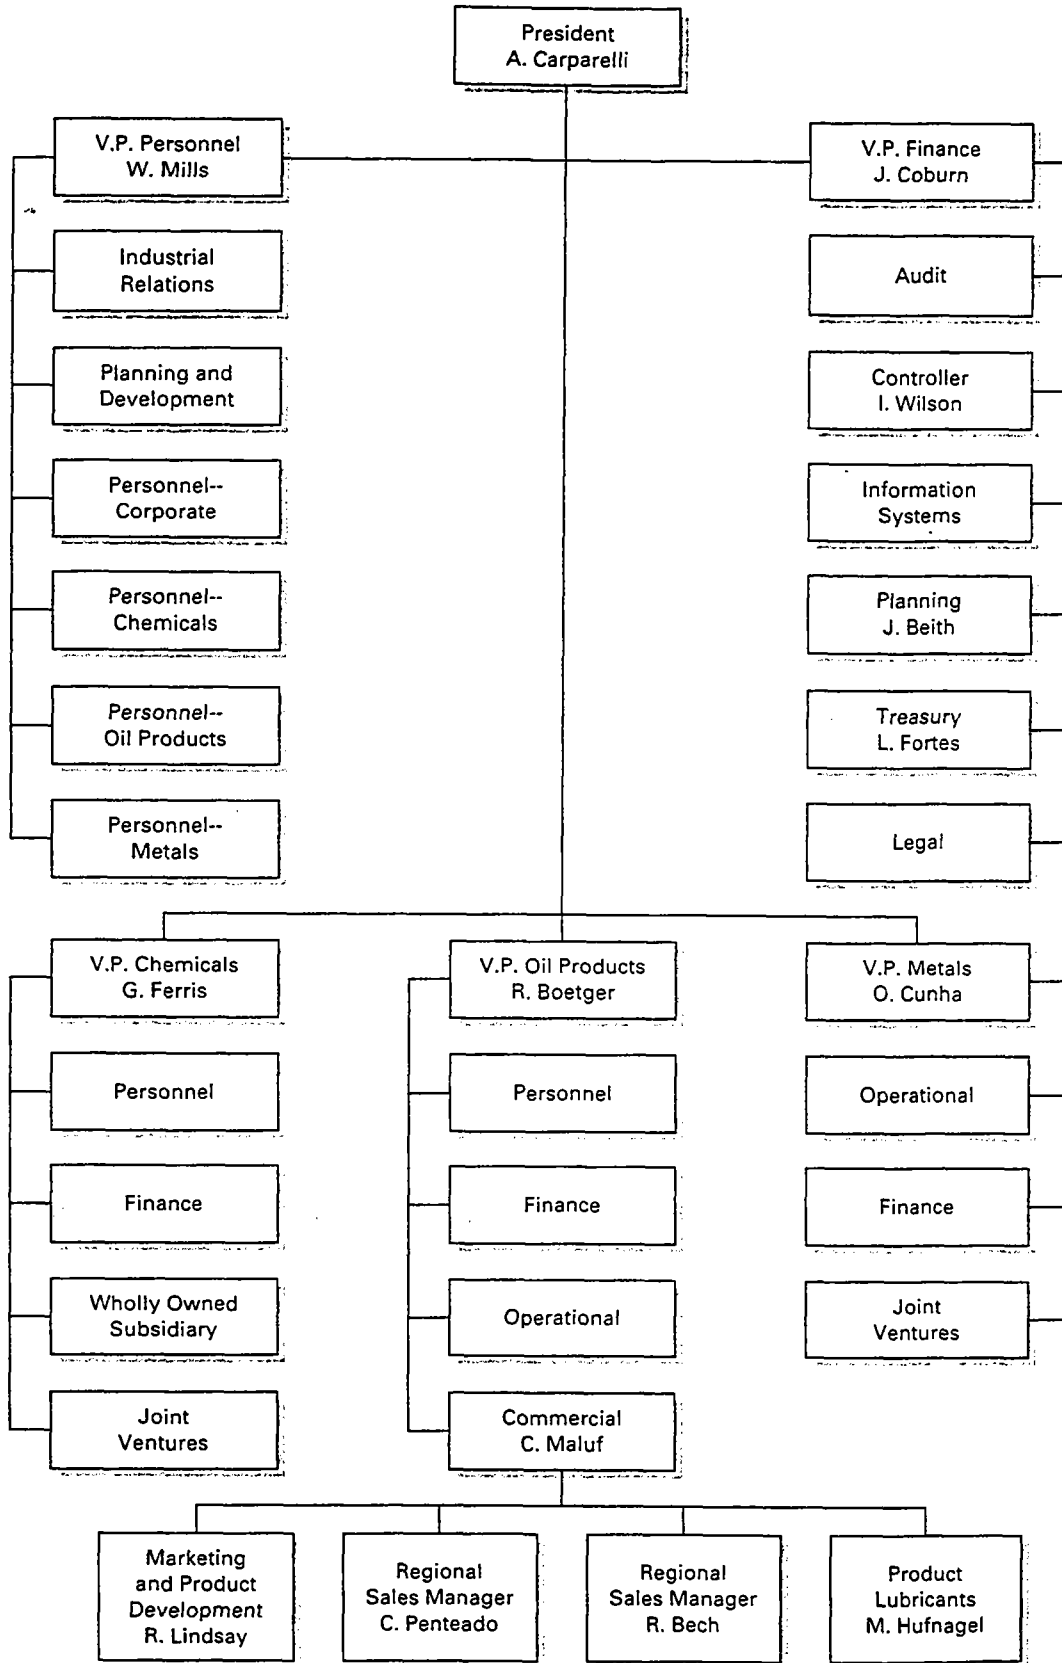 President
A. Carparelli
V.P. Personnel
W. Mills
Industrial
Relations
Planning and
Development
Personnel--
Corporate
Personnel--
Chemicals
Personnel--
Oil Products
Personnel--
Metals
V.P. Finance
J. Coburn
Audit
Controller
I. Wilson
Information
Systems
Planning
J. Beith
Treasury
L. Fortes
Legal
V.P. Chemicals
G. Ferris
Personnel
Finance
Wholly Owned
Subsidiary
Joint
Ventures
V.P. Oil Products
R. Boetger
Personnel
Finance
Operational
Commercial
C. Maluf
V.P. Metals
O. Cunha
Operational
Finance
Joint
Ventures
Marketing
and Product
Development
R. Lindsay
Regional
Sales Manager
C. Penteado
Regional
Sales Manager
R. Bech
Product
Lubricants
M. Hufnagel